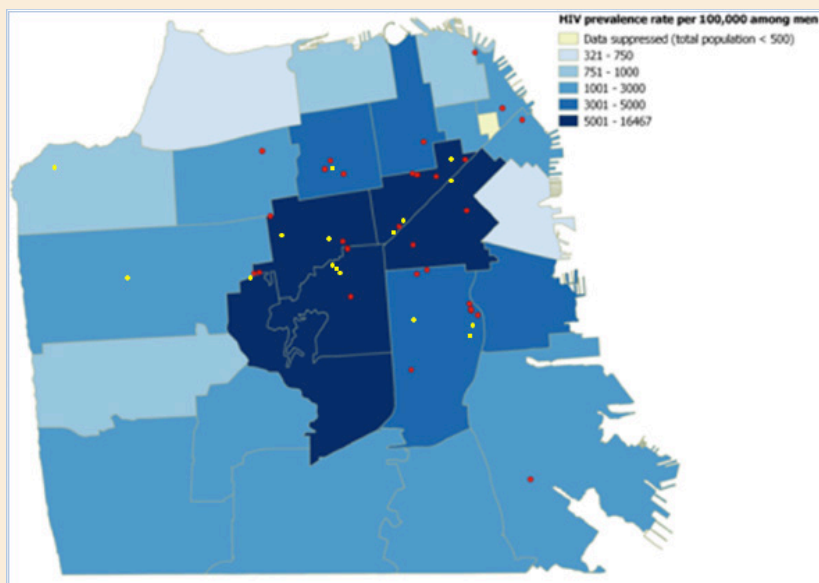 HIV prevalence rate per 100,000 among men
Data suppressed (total population < 500)
321 - 750
751 - 1000
1001 - 3000
3001 - 5000
5001 - 16467